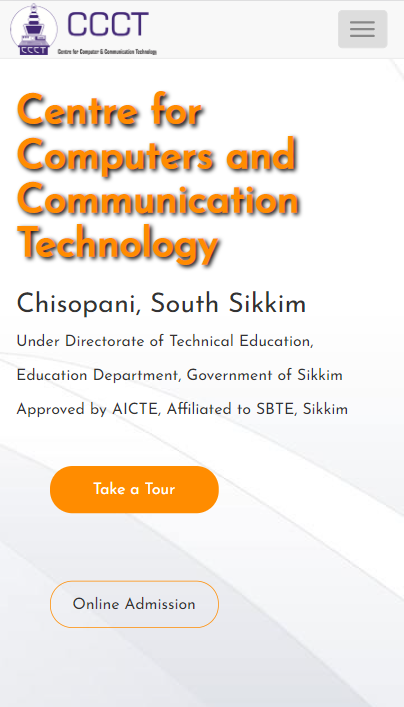 CCCT
CCCT
Centre for Computer & Communication Technology
Centre for
Computers and
Communication
Technology
Chisopani, South Sikkim
Under Directorate of Technical Education,
Education Department, Government of Sikkim
Approved by AICTE, Affiliated to SBTE, Sikkim
Take a Tour
Online Admission